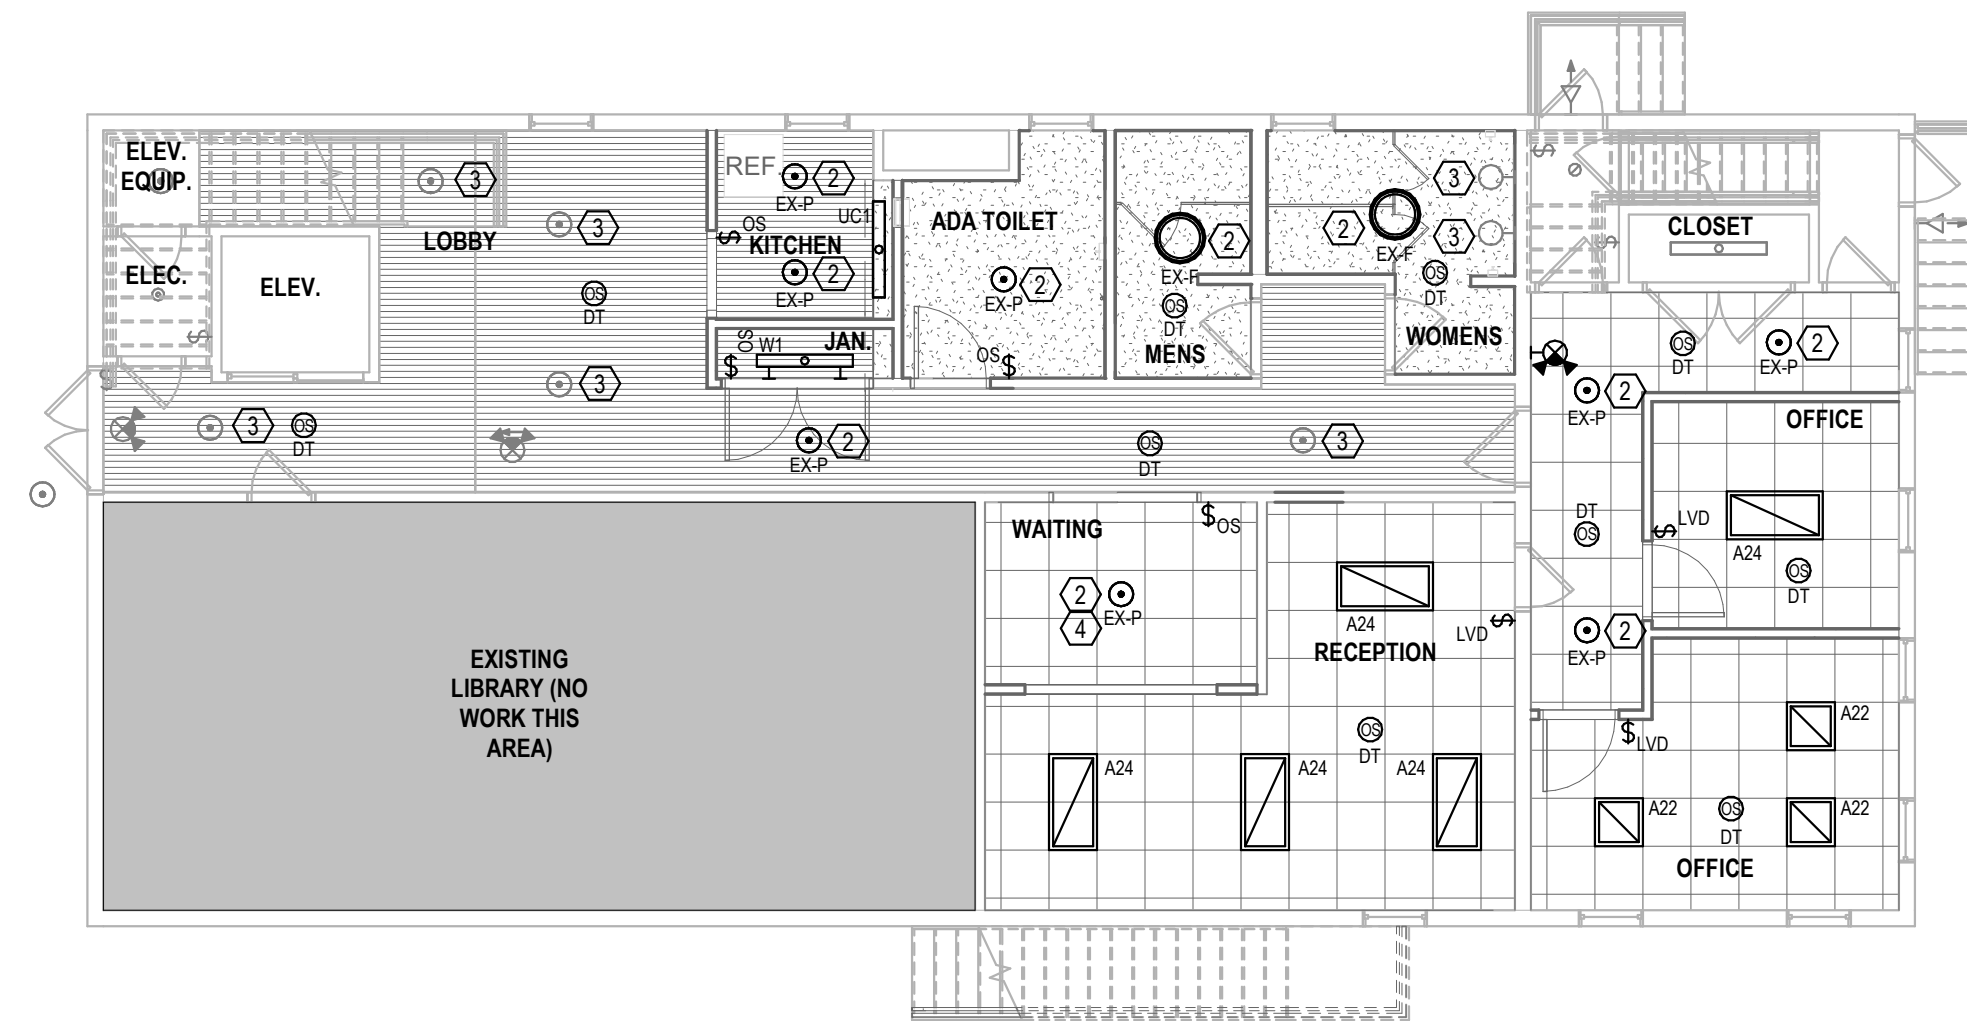 ELEV.
EQUIP.
3
LOBBY
3
ELEC.
ELEV.
OS
DT
3
3
OS
DT
REF.
2
EX-P
UC1
OS
$
KITCHEN
2
EX-P
OS
W1
JAN.
$
2
EX-P
ADA TOILET
2
EX-P
OS
$
2
EX-F
OS
DT
MENS
2
EX-F
3
3
OS
DT
WOMENS
OS
DT
3
$
$
$
$
CLOSET
OS
DT
2
EX-P
2
EX-P
OFFICE
DT
OS
$
LVD
A24
OS
DT
2
EX-P
WAITING
$
OS
2
4
EX-P
A24
RECEPTION
LVD
$
OS
DT
A24
A24
A24
EXISTING
LIBRARY (NO
WORK THIS
AREA)
$
LVD
A22
A22
OS
DT
A22
OFFICE